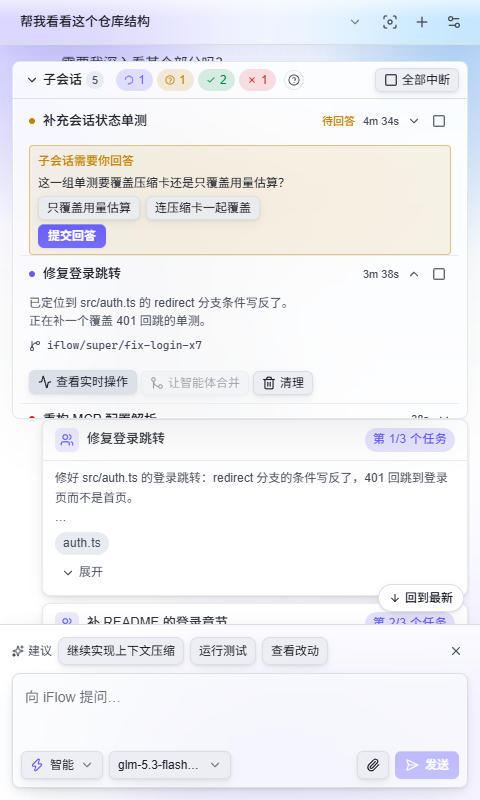 帮我看看这个仓库结构
子会话 5 1 1 2 1 全部中断
补充会话状态单测 待回答 4m 34s
子会话需要你回答
这一组单测要覆盖压缩卡还是只覆盖用量估算?
只覆盖用量估算 连压缩卡一起覆盖
提交回答
修复登录跳转 3m 38s
已定位到 src/auth.ts 的 redirect 分支条件写反了。
正在补一个覆盖 401 回跳的单测。
iflow/super/fix-login-x7
查看实时操作 让智能体合并 清理
修复登录跳转 第 1/3 个任务
修好 src/auth.ts 的登录跳转：redirect 分支的条件写反了，401 回跳到登录
页而不是首页。
...
auth.ts
展开
回到最新
补 README 的登录章节 第 2/3 个任务
建议 继续实现上下文压缩 运行测试 查看改动
向 iFlow 提问…
智能 glm-5.3-flash... 发送